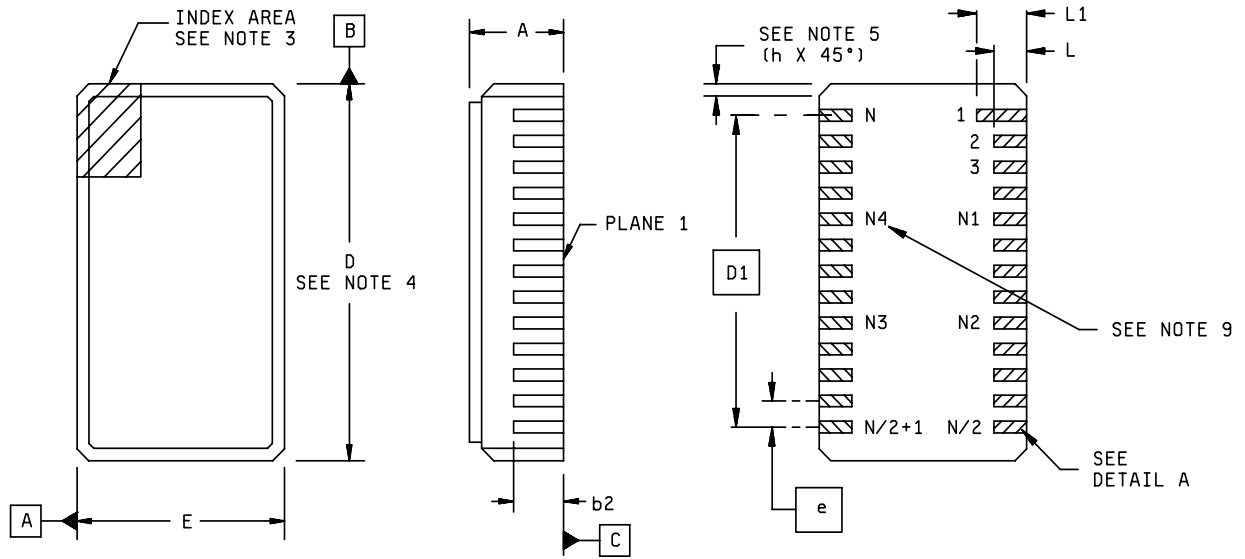 INDEX AREA
SEE NOTE 3
B
D
SEE NOTE 4
A
E
A
PLANE 1
b2
C
SEE NOTE 5
(h X 45°)
L1
L
N
1
2
3
N4
N1
D1
N3
N2
SEE NOTE 9
N/2+1
N/2
e
SEE
DETAIL A